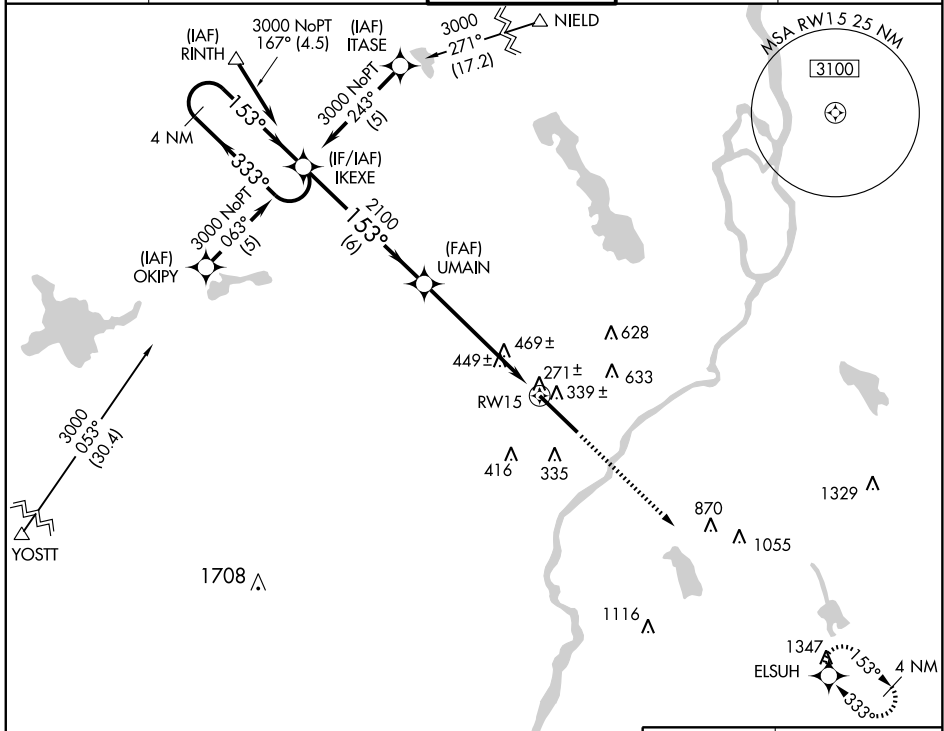 (IAF)
RINTH
3000 NoPT
167° (4.5)
(IAF)
ITASE
3000
271°
(17.2)
NIELD
MSA RW15 25 NM
3100
3000 NoPT
243°
(5)
153°
4 NM
333°
(IF/IAF)
IKEXE
3000 NoPT
063°
(5)
(IAF)
OKIPY
2100
153°
(6)
(FAF)
UMAIN
469±
449±
628
271±
633
339±
RW15
3000
053°
(30.4)
YOSTT
416
335
1329
870
1055
1708
1116
1347
ELSUH
153°
4 NM
333°